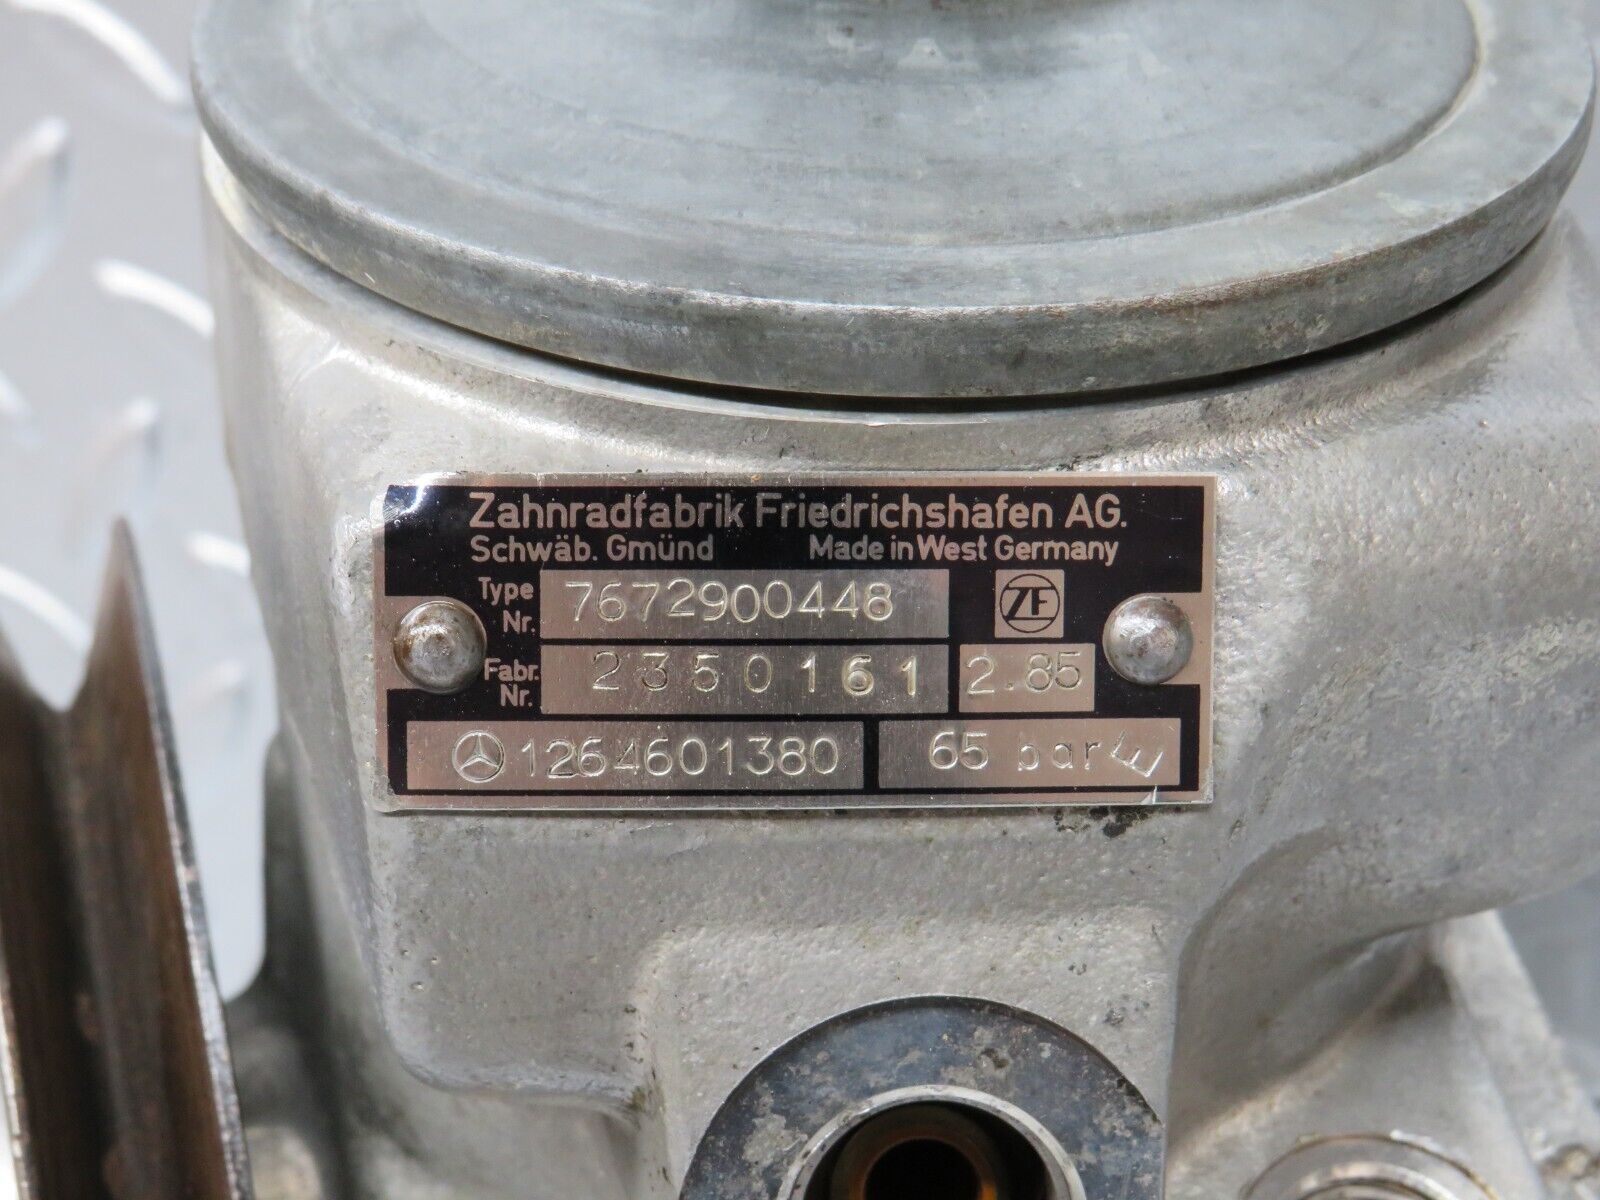 Zahnradfabrik Friedrichshafen AG.
Schwäb. Gmünd Made in West Germany
Type Nr. 7672900448 ZF
Fabr. Nr. 2350161 2.85
1264601380 65 bar E